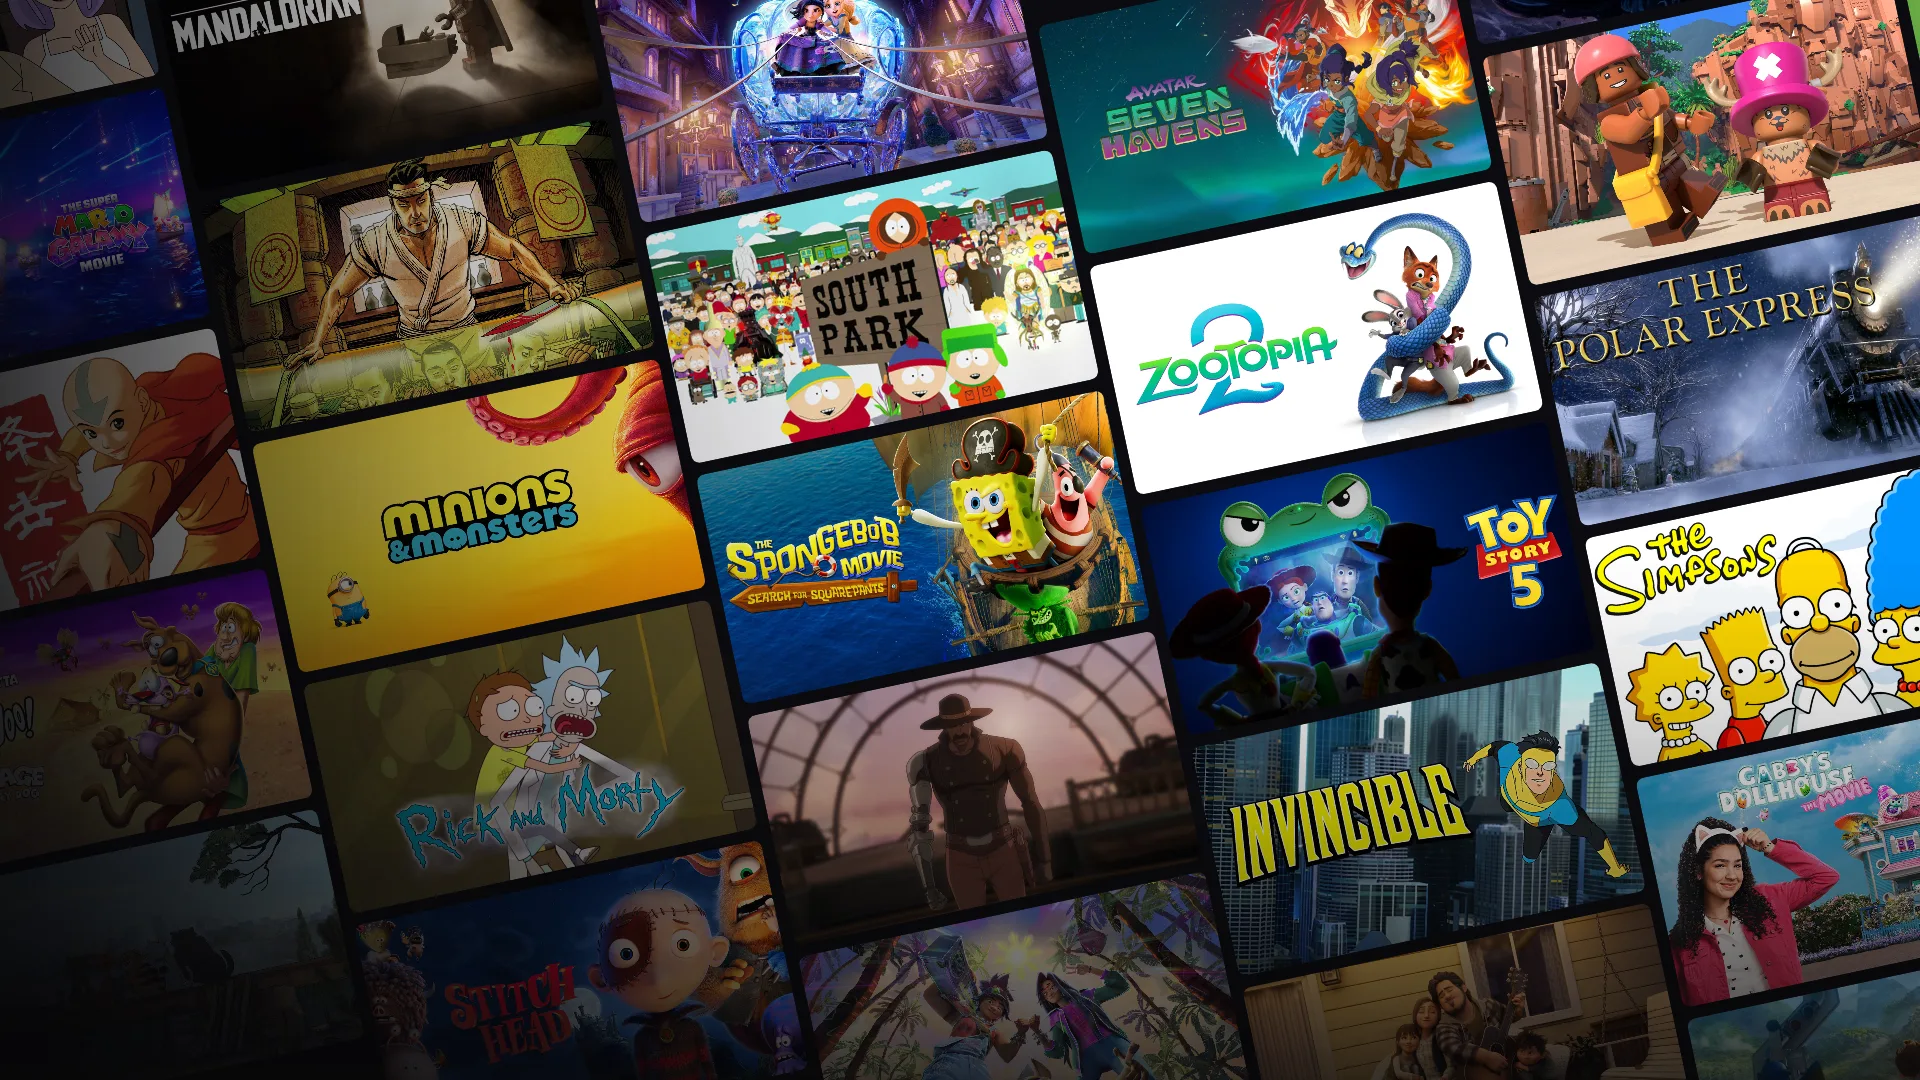 MANDALORIAN
THE SUPER
MARIO
GALAXY
MOVIE
AVATAR
SEVEN
HAVENS
SOUTH
PARK
ZOOTOPIA
2
THE
POLAR EXPRESS
minions
&monsters
THE
SPONGEBOB
MOVIE
SEARCH FOR SQUAREPANTS
TOY
STORY
5
THE
SIMPSONS
RICK AND MORTY
INVINCIBLE
GABBY'S
DOLLHOUSE
THE MOVIE
STITCH
HEAD